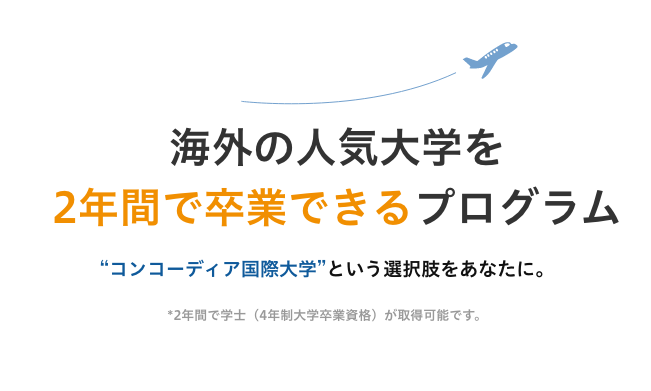 海外の人気大学を
2年間で卒業できるプログラム
“コンコーディア国際大学”という選択肢をあなたに。
*2年間で学士（4年制大学卒業資格）が取得可能です。